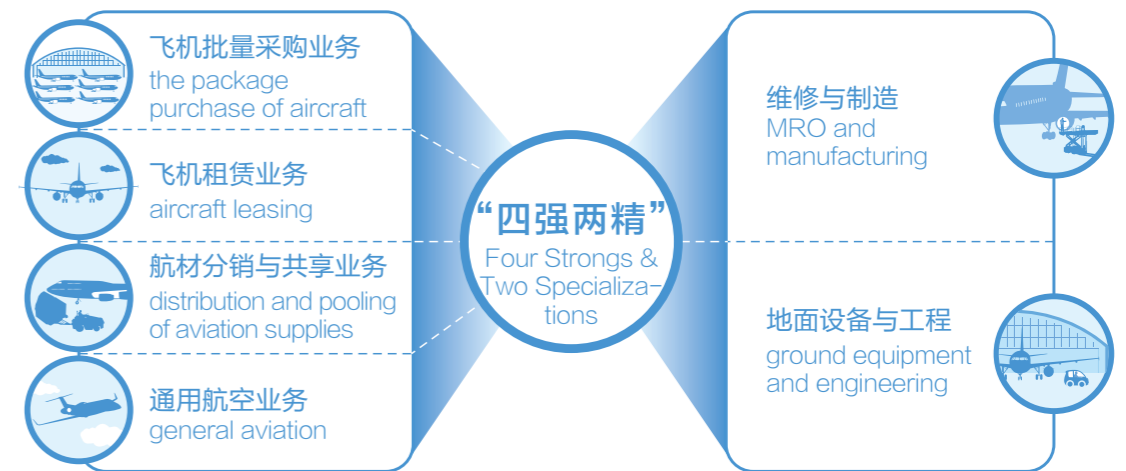 飞机批量采购业务
the package
purchase of aircraft
飞机租赁业务
aircraft leasing
航材分销与共享业务
distribution and pooling
of aviation supplies
通用航空业务
general aviation
“四强两精”
Four Strongs &
Two Specializa-
tions
维修与制造
MRO and
manufacturing
地面设备与工程
ground equipment
and engineering